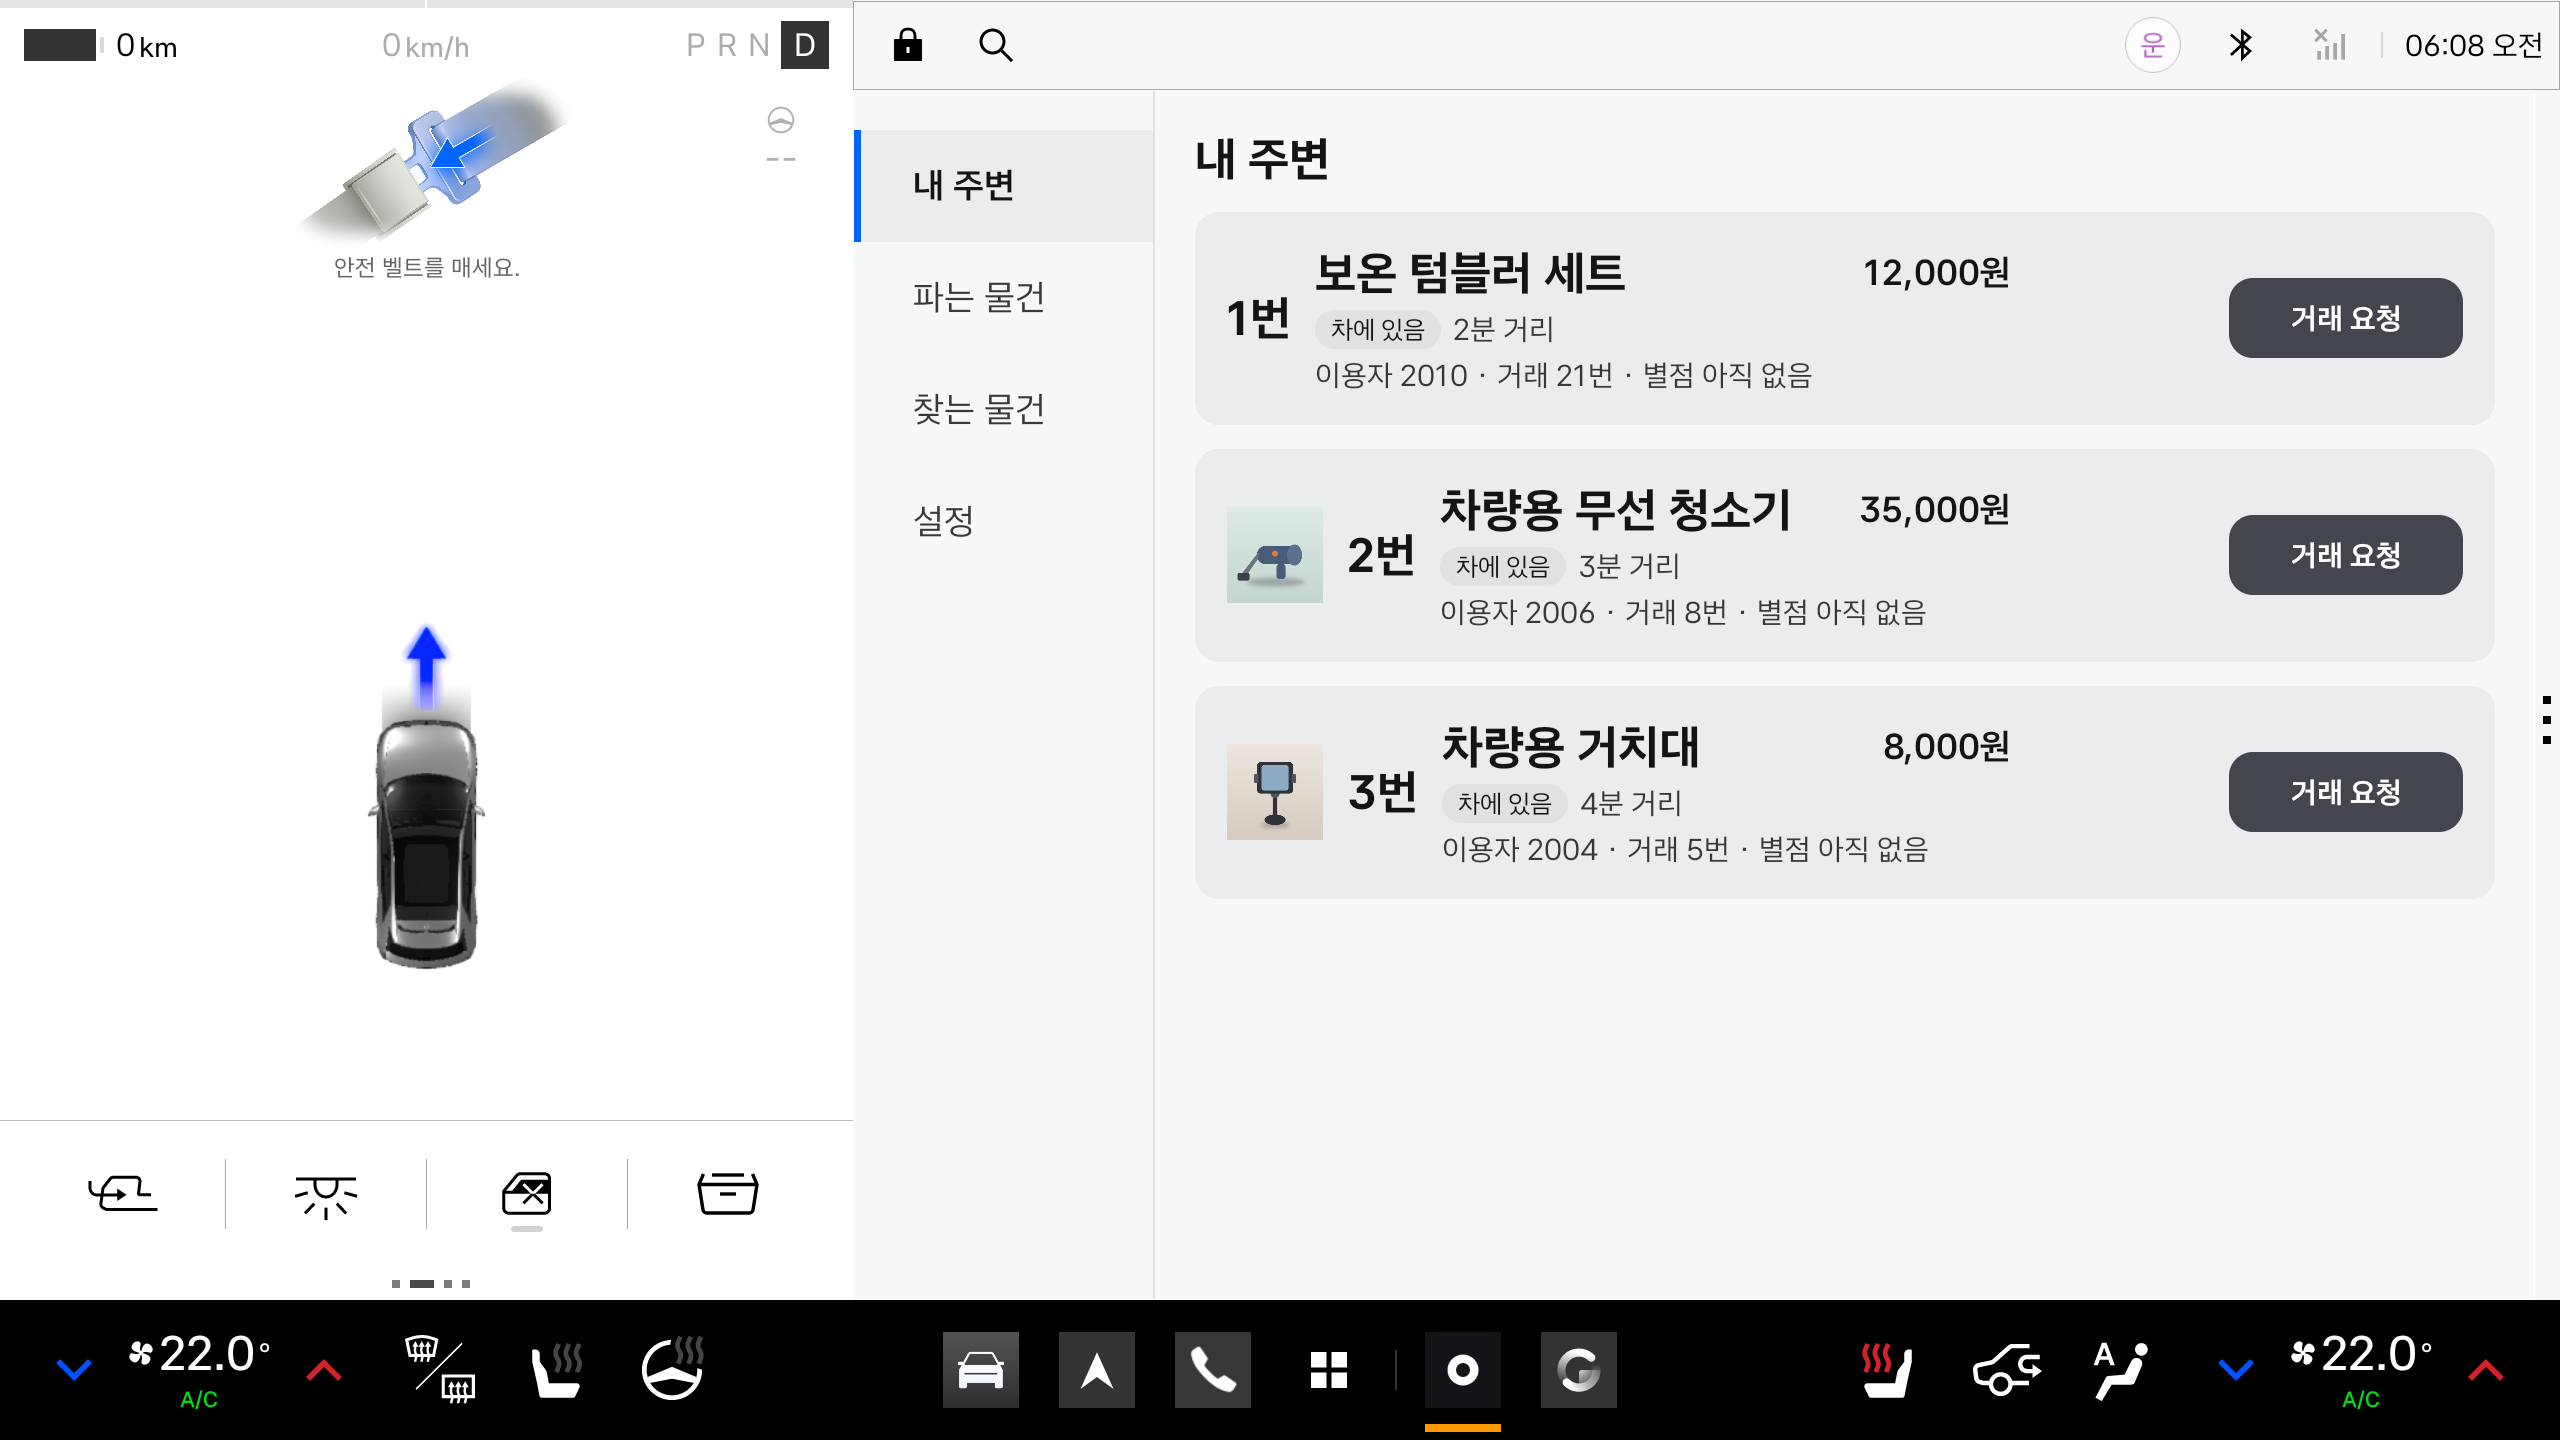 0 km
0 km/h
P R N D
안전 벨트를 매세요.
운
06:08 오전
내 주변
파는 물건
찾는 물건
설정
내 주변
1번
보온 텀블러 세트
12,000원
차에 있음
2분 거리
이용자 2010 · 거래 21번 · 별점 아직 없음
거래 요청
2번
차량용 무선 청소기
35,000원
차에 있음
3분 거리
이용자 2006 · 거래 8번 · 별점 아직 없음
거래 요청
3번
차량용 거치대
8,000원
차에 있음
4분 거리
이용자 2004 · 거래 5번 · 별점 아직 없음
거래 요청
22.0°
A/C
A
22.0°
A/C